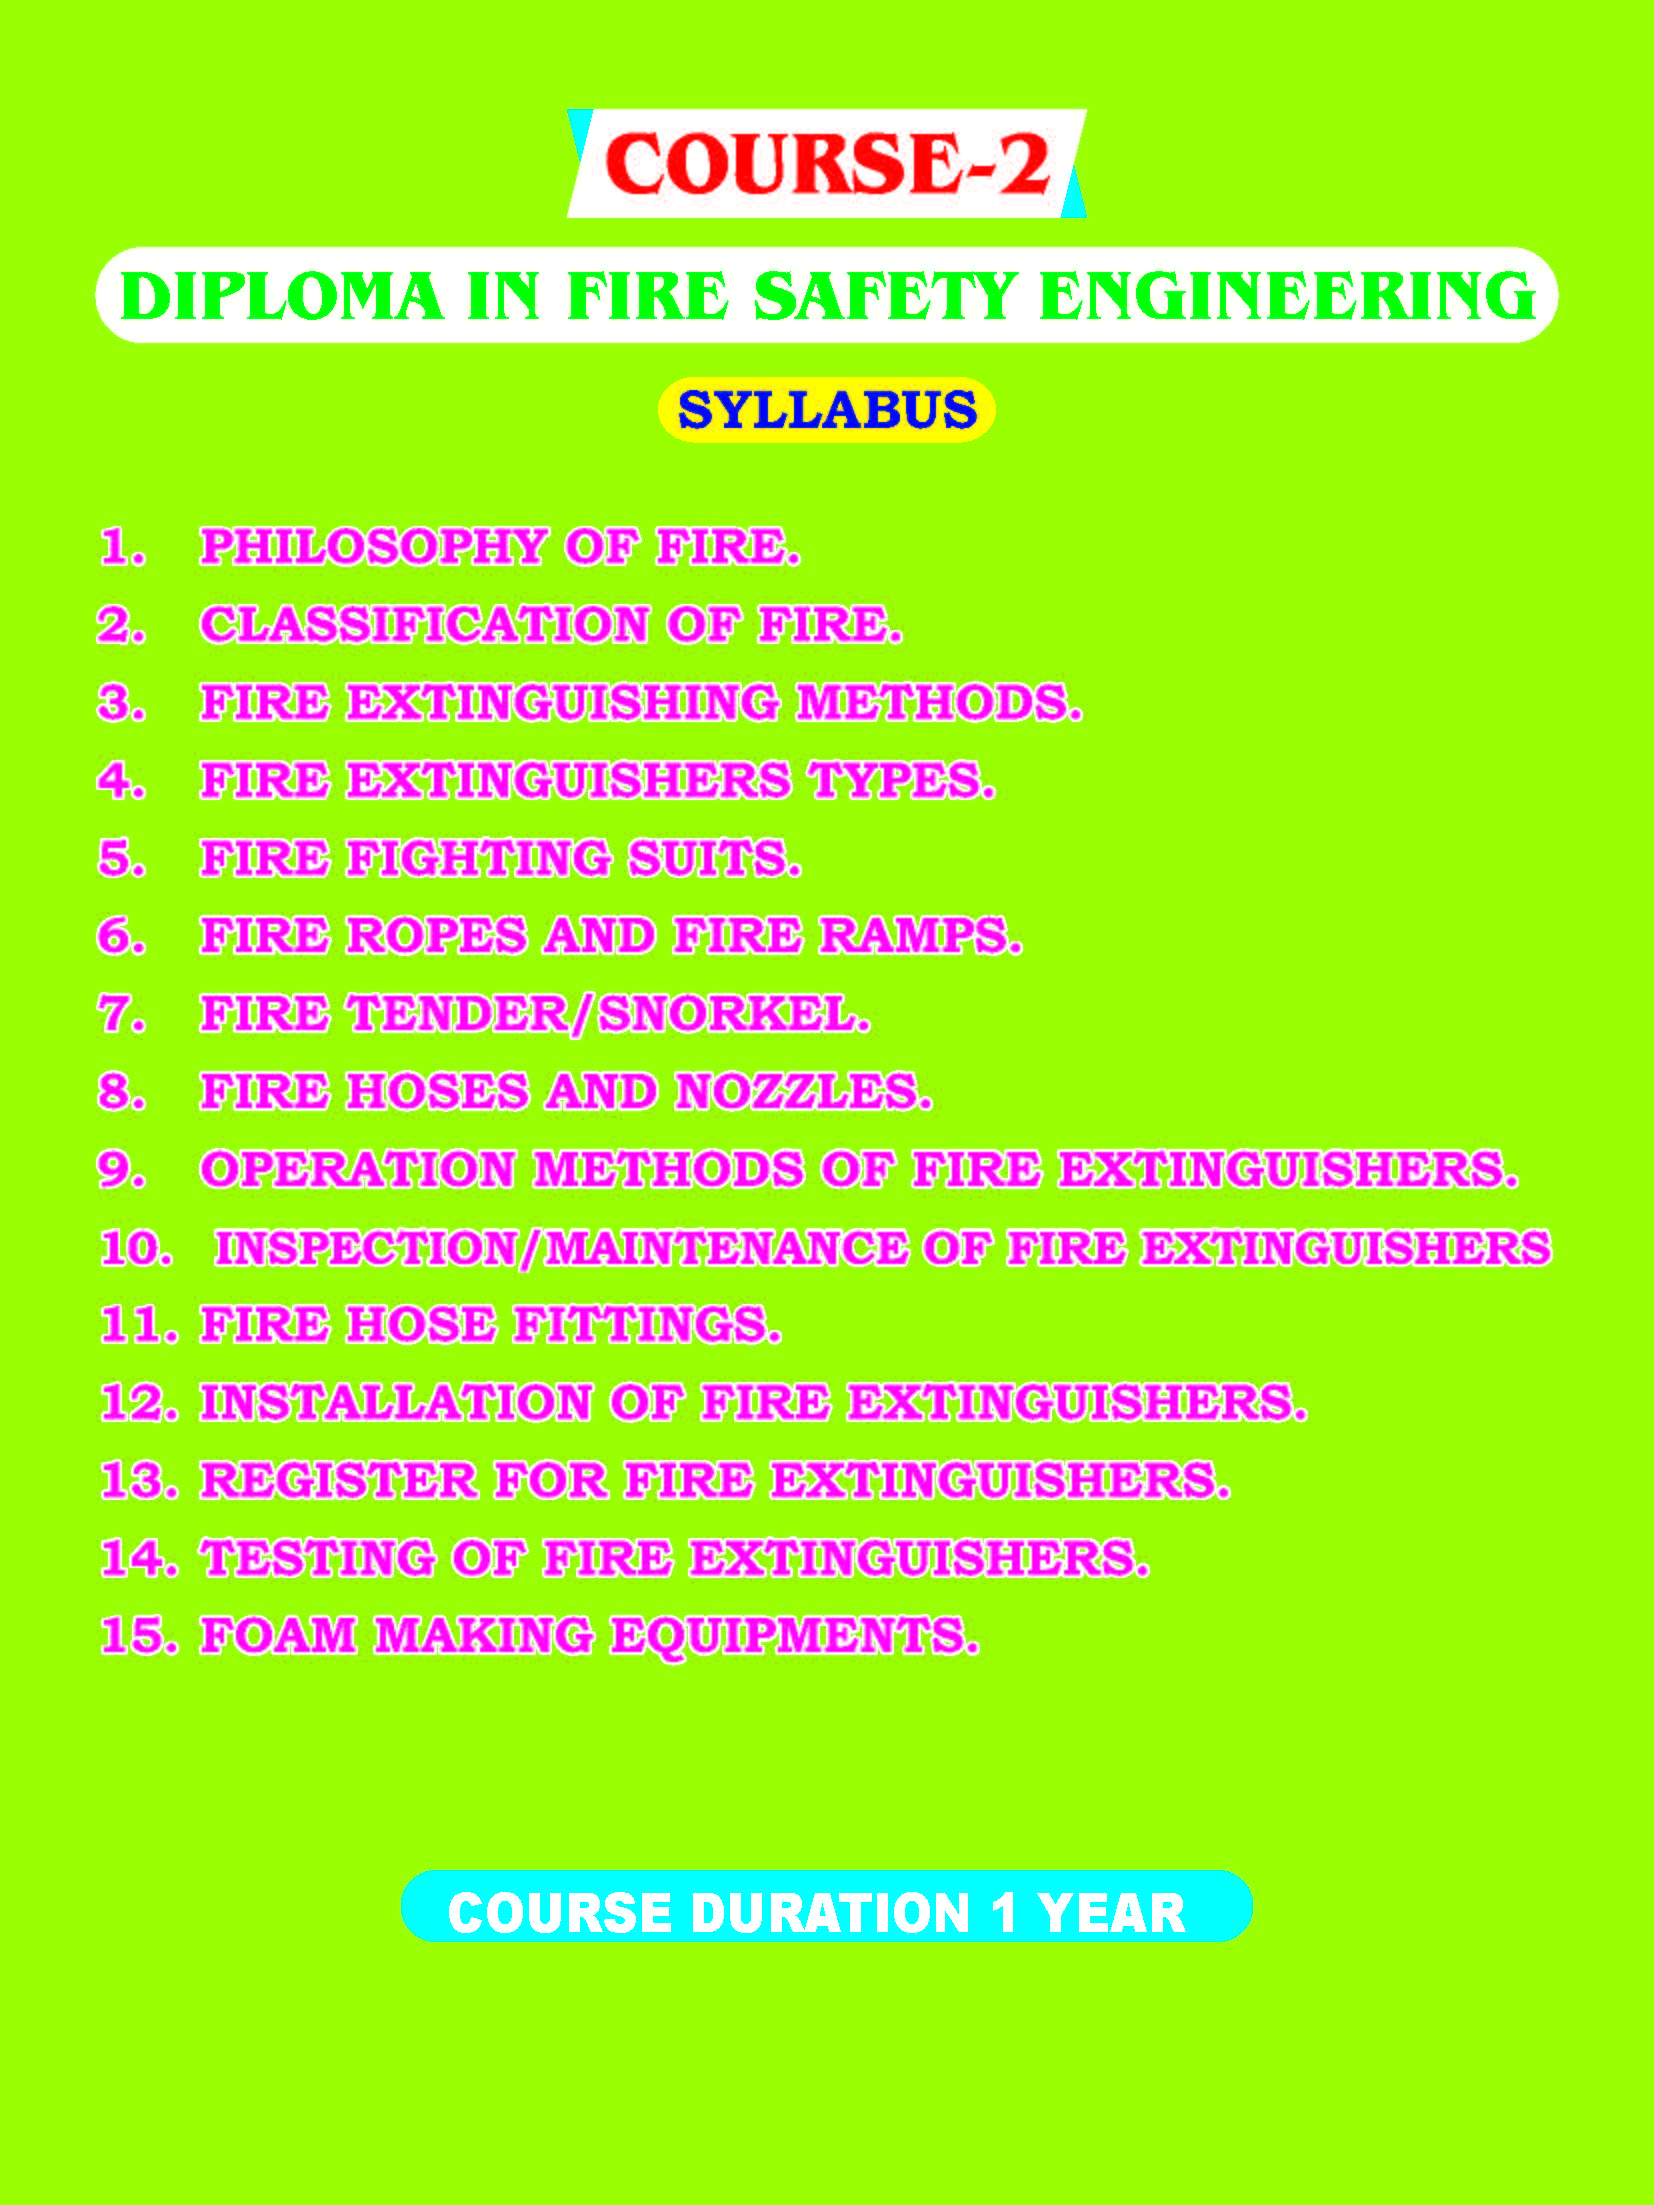 COURSE-2
DIPLOMA IN FIRE SAFETY ENGINEERING
SYLLABUS
1. PHILOSOPHY OF FIRE.
2. CLASSIFICATION OF FIRE.
3. FIRE EXTINGUISHING METHODS.
4. FIRE EXTINGUISHERS TYPES.
5. FIRE FIGHTING SUITS.
6. FIRE ROPES AND FIRE RAMPS.
7. FIRE TENDER/SNORKEL.
8. FIRE HOSES AND NOZZLES.
9. OPERATION METHODS OF FIRE EXTINGUISHERS.
10. INSPECTION/MAINTENANCE OF FIRE EXTINGUISHERS
11. FIRE HOSE FITTINGS.
12. INSTALLATION OF FIRE EXTINGUISHERS.
13. REGISTER FOR FIRE EXTINGUISHERS.
14. TESTING OF FIRE EXTINGUISHERS.
15. FOAM MAKING EQUIPMENTS.
COURSE DURATION 1 YEAR